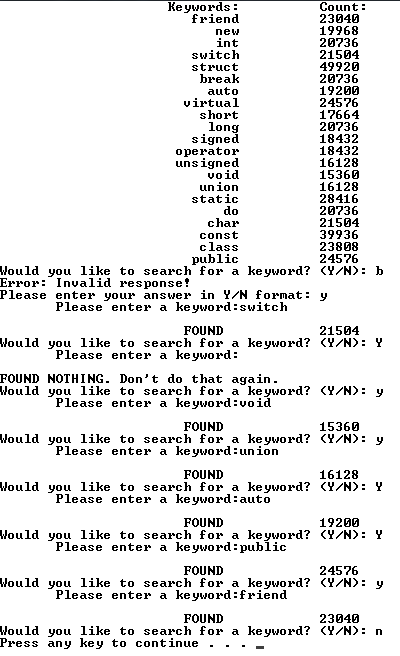 Keywords: Count:
friend 23040
new 19968
int 20736
switch 21504
struct 49920
break 20736
auto 19200
virtual 24576
short 17664
long 20736
signed 18432
operator 18432
unsigned 16128
void 15360
union 16128
static 28416
do 20736
char 21504
const 39936
class 23808
public 24576
Would you like to search for a keyword? (Y/N): b
Error: Invalid response!
Please enter your answer in Y/N format: y
Please enter a keyword:switch
FOUND 21504
Would you like to search for a keyword? (Y/N): Y
Please enter a keyword:
FOUND NOTHING. Don't do that again.
Would you like to search for a keyword? (Y/N): y
Please enter a keyword:void
FOUND 15360
Would you like to search for a keyword? (Y/N): y
Please enter a keyword:union
FOUND 16128
Would you like to search for a keyword? (Y/N): Y
Please enter a keyword:auto
FOUND 19200
Would you like to search for a keyword? (Y/N): Y
Please enter a keyword:public
FOUND 24576
Would you like to search for a keyword? (Y/N): y
Please enter a keyword:friend
FOUND 23040
Would you like to search for a keyword? (Y/N): n
Press any key to continue . . . _